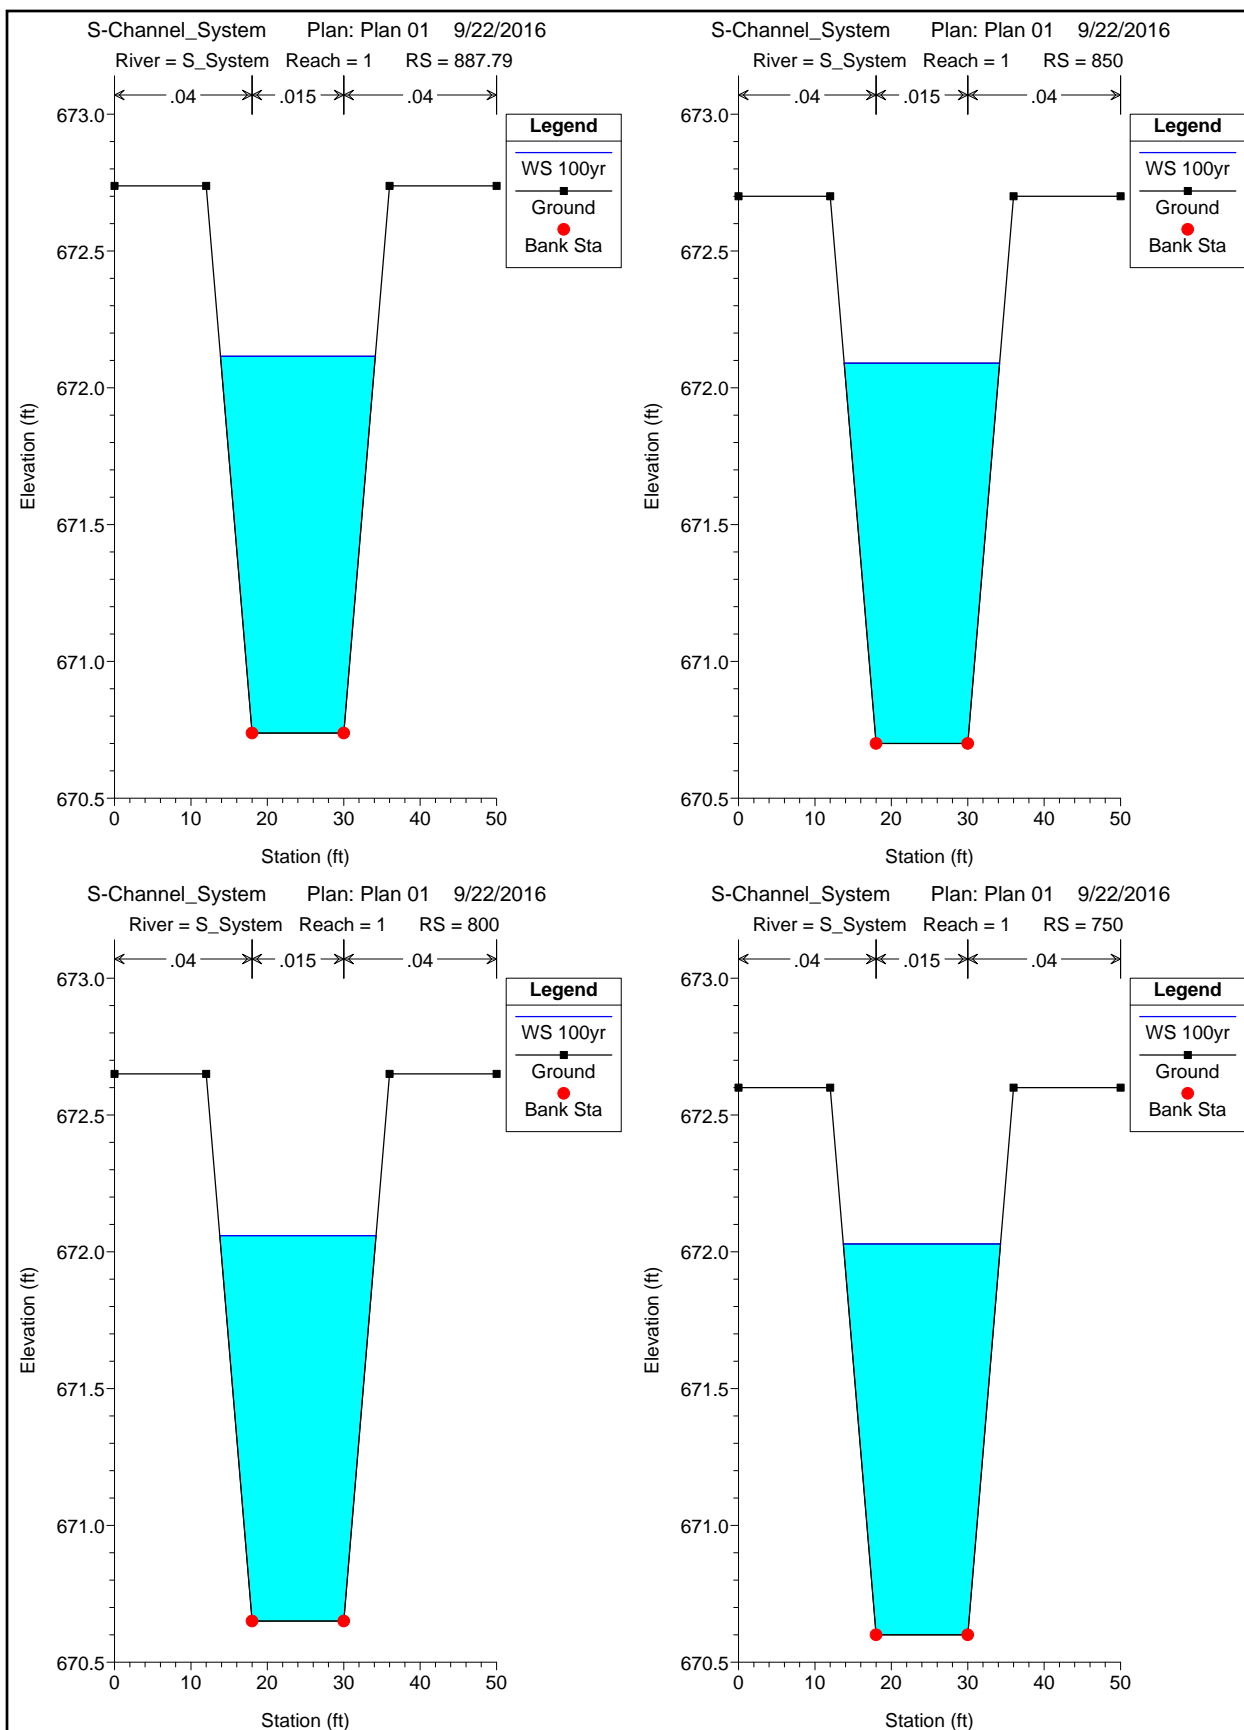 S-Channel_System Plan: Plan 01 9/22/2016
River = S_System Reach = 1 RS = 887.79
.04 .015 .04
673.0
672.5
672.0
671.5
671.0
670.5
Elevation (ft)
0 10 20 30 40 50
Station (ft)
Legend
WS 100yr
Ground
Bank Sta
S-Channel_System Plan: Plan 01 9/22/2016
River = S_System Reach = 1 RS = 850
.04 .015 .04
673.0
672.5
672.0
671.5
671.0
670.5
Elevation (ft)
0 10 20 30 40 50
Station (ft)
Legend
WS 100yr
Ground
Bank Sta
S-Channel_System Plan: Plan 01 9/22/2016
River = S_System Reach = 1 RS = 800
.04 .015 .04
673.0
672.5
672.0
671.5
671.0
670.5
Elevation (ft)
0 10 20 30 40 50
Station (ft)
Legend
WS 100yr
Ground
Bank Sta
S-Channel_System Plan: Plan 01 9/22/2016
River = S_System Reach = 1 RS = 750
.04 .015 .04
673.0
672.5
672.0
671.5
671.0
670.5
Elevation (ft)
0 10 20 30 40 50
Station (ft)
Legend
WS 100yr
Ground
Bank Sta